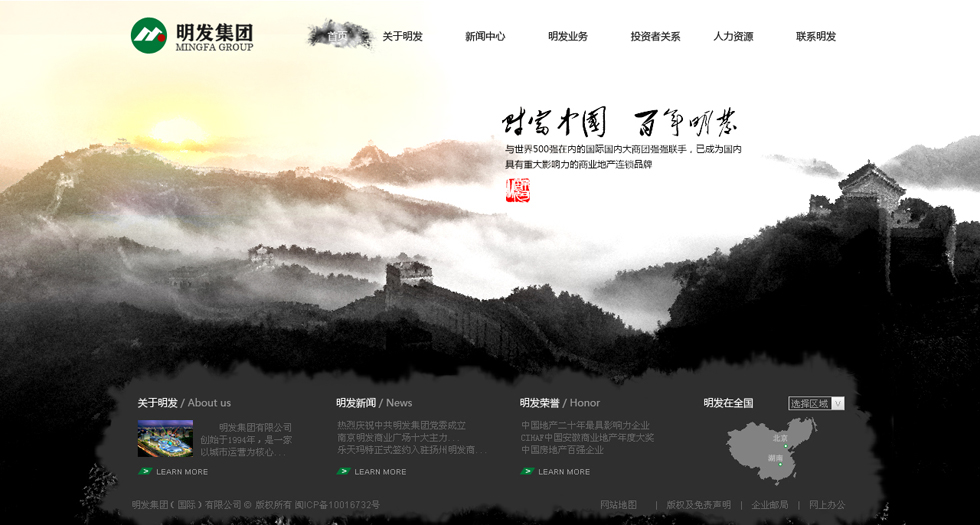 明发集团
MINGFA GROUP
首页 关于明发 新闻中心 明发业务 投资者关系 人力资源 联系明发
财富中国 百年明发
与世界500强在内的国际国内大商团强强联手，已成为国内
具有重大影响力的商业地产连锁品牌
关于明发 / About us
明发集团有限公司
创始于1994年，是一家
以城市运营为核心...
> LEARN MORE
明发新闻 / News
热烈庆祝中共明发集团党委成立
南京明发商业广场十大主力...
乐天玛特正式签约入驻扬州明发商...
> LEARN MORE
明发荣誉 / Honor
中国地产二十年最具影响力企业
CIHAF中国安徽商业地产年度大奖
中国房地产百强企业
> LEARN MORE
明发在全国
选择区域
北京
湖南
明发集团(国际)有限公司 © 版权所有 闽ICP备10016732号
网站地图 | 版权及免责声明 | 企业邮局 | 网上办公